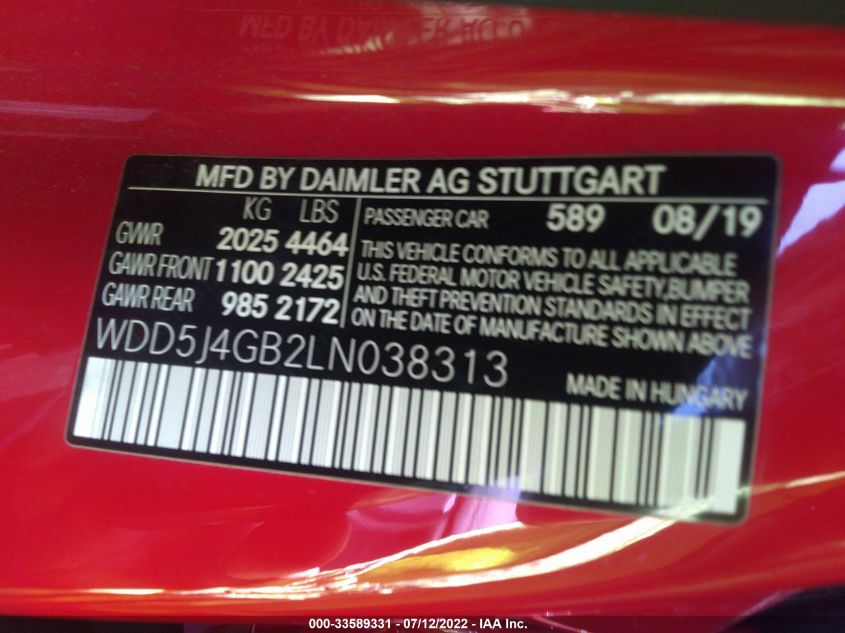 MFD BY DAIMLER AG STUTTGART
KG LBS
GVWR 2025 4464
GAWR FRONT 1100 2425
GAWR REAR 985 2172
PASSENGER CAR 589 08/19
THIS VEHICLE CONFORMS TO ALL APPLICABLE
U.S. FEDERAL MOTOR VEHICLE SAFETY, BUMPER
AND THEFT PREVENTION STANDARDS IN EFFECT
ON THE DATE OF MANUFACTURE SHOWN ABOVE
WDD5J4GB2LN038313
MADE IN HUNGARY
000-33589331 - 07/12/2022 - IAA Inc.